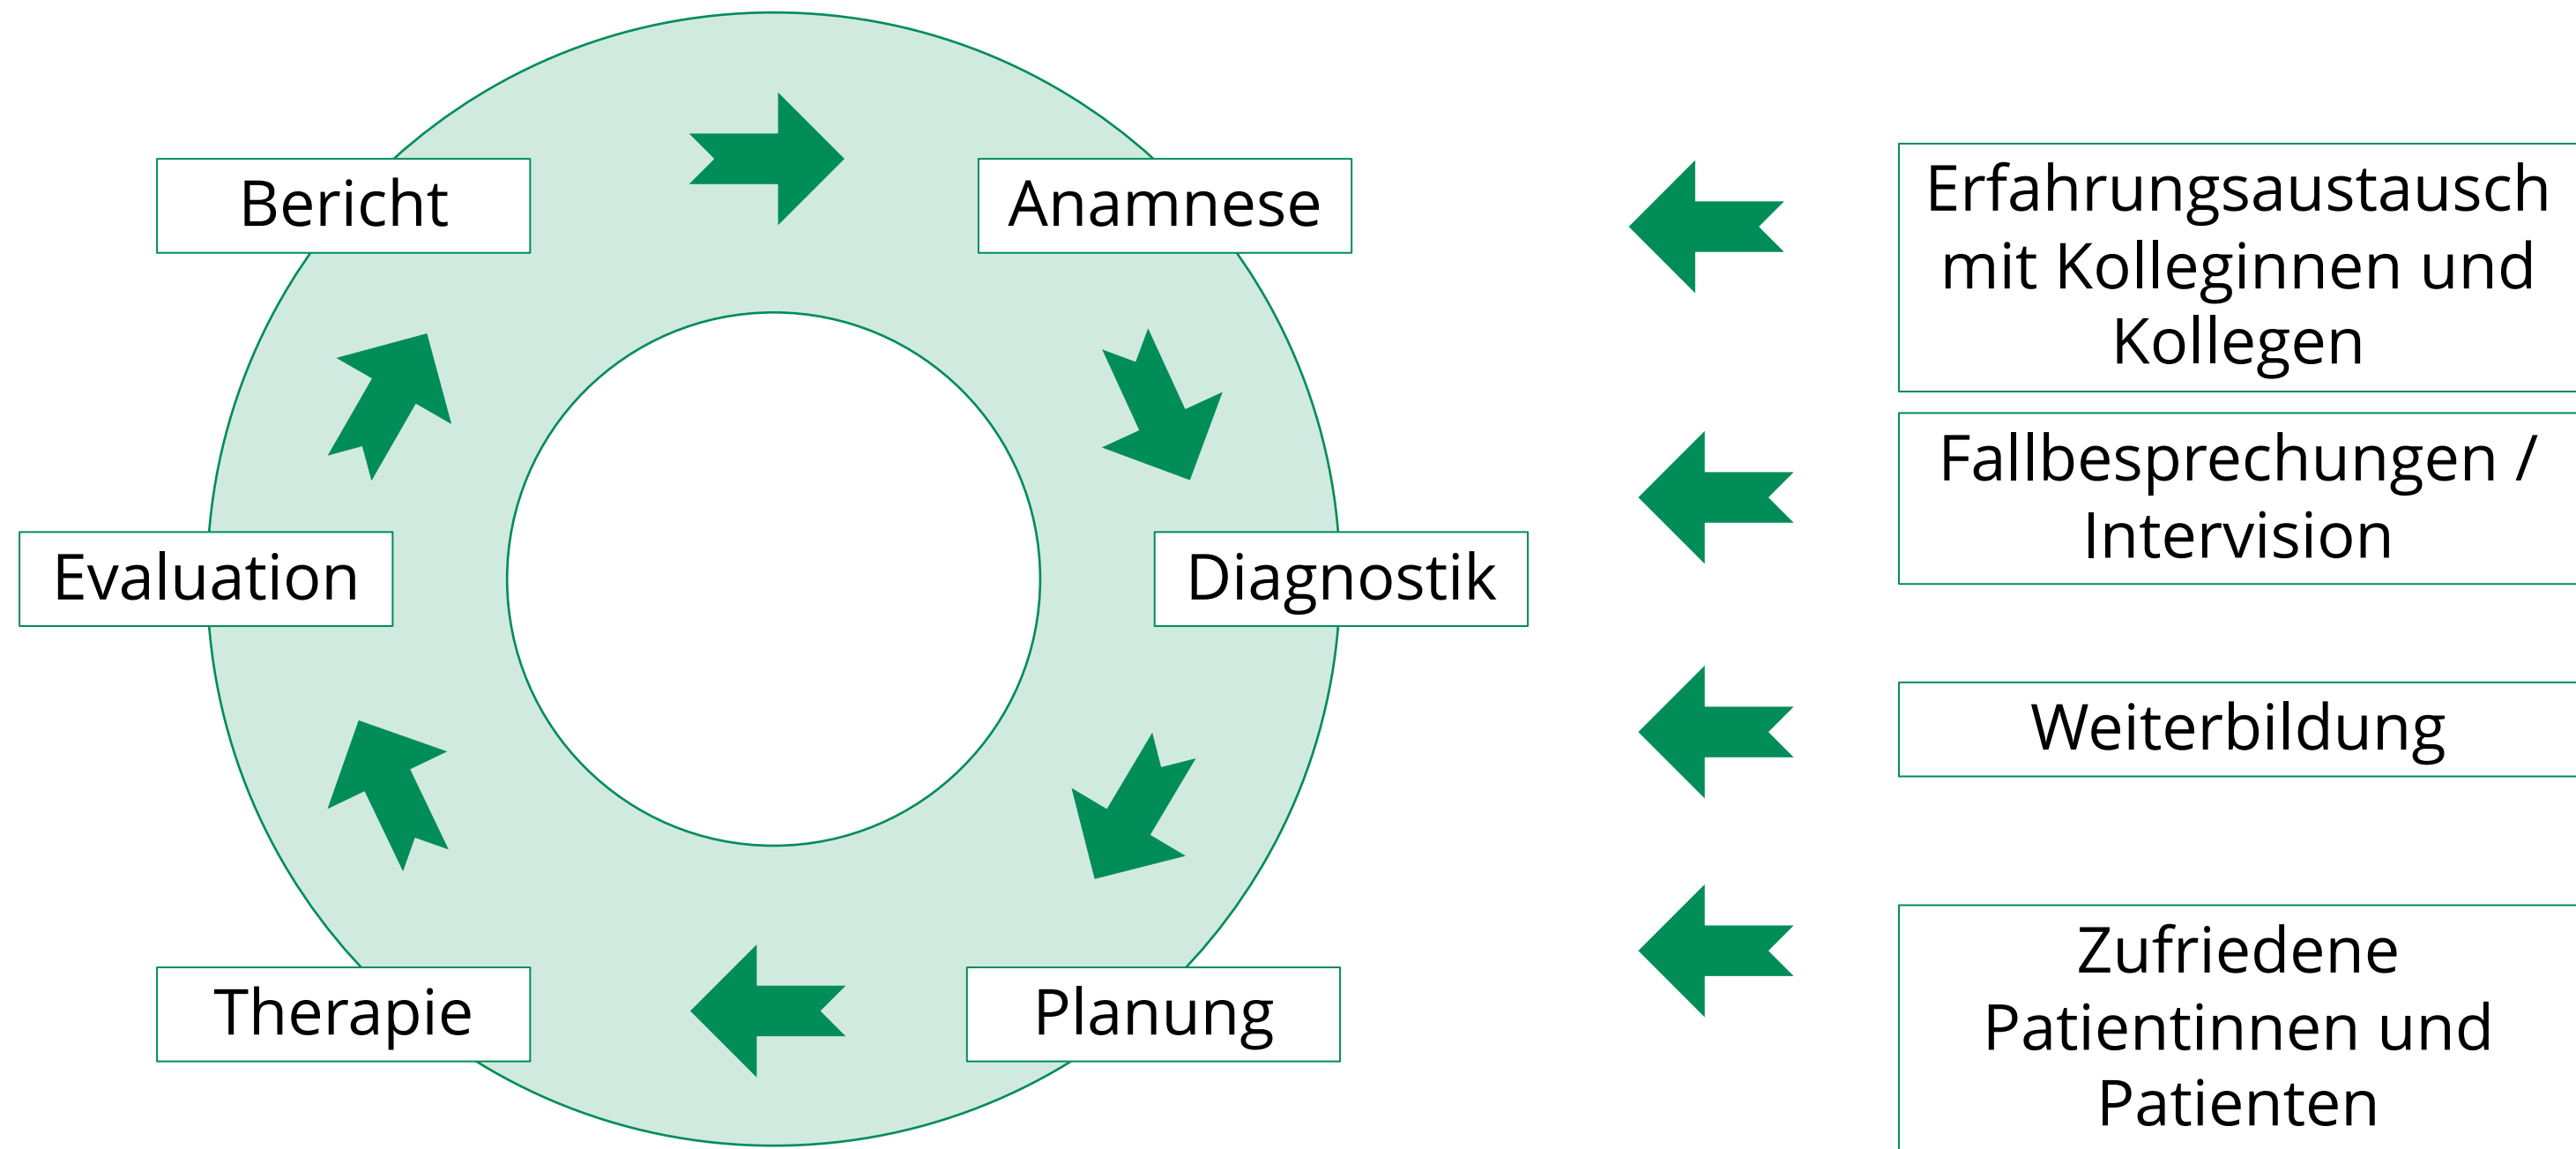 Bericht
Anamnese
Evaluation
Diagnostik
Therapie
Planung
Erfahrungsaustausch
mit Kolleginnen und
Kollegen
Fallbesprechungen /
Intervision
Weiterbildung
Zufriedene
Patientinnen und
Patienten